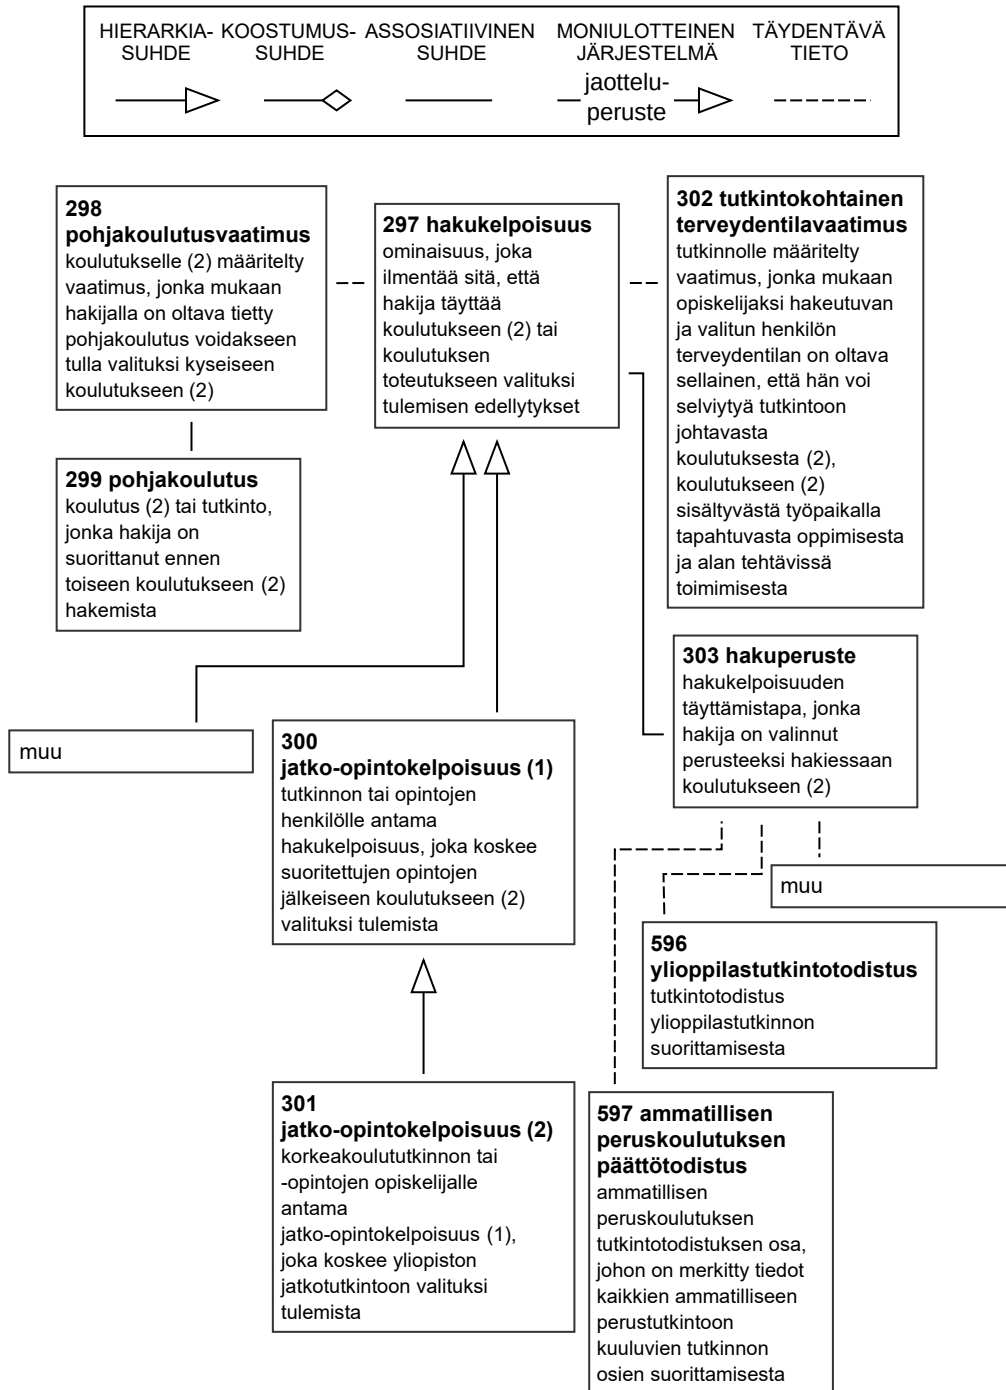 HIERARKIA-
SUHDE
KOOSTUMUS-
SUHDE
ASSOSIATIIVINEN
SUHDE
MONIULOTTEINEN
JÄRJESTELMÄ
TÄYDENTÄVÄ
TIETO
jaottelu-
peruste
298
pohjakoulutusvaatimus
koulutukselle (2) määritelty
vaatimus, jonka mukaan
hakijalla on oltava tietty
pohjakoulutus voidakseen
tulla valituksi kyseiseen
koulutukseen (2)
297 hakukelpoisuus
ominaisuus, joka
ilmentää sitä, että
hakija täyttää
koulutukseen (2) tai
koulutuksen
toteutukseen valituksi
tulemisen edellytykset
302 tutkintokohtainen
terveydentilavaatimus
tutkinnolle määritelty
vaatimus, jonka mukaan
opiskelijaksi hakeutuvan
ja valitun henkilön
terveydentilan on oltava
sellainen, että hän voi
selviytyä tutkintoon
johtavasta
koulutuksesta (2),
koulutukseen (2)
sisältyvästä työpaikalla
tapahtuvasta oppimisesta
ja alan tehtävissä
toimimisesta
299 pohjakoulutus
koulutus (2) tai tutkinto,
jonka hakija on
suorittanut ennen
toiseen koulutukseen (2)
hakemista
303 hakuperuste
hakukelpoisuuden
täyttämistapa, jonka
hakija on valinnut
perusteeksi hakiessaan
koulutukseen (2)
muu
300
jatko-opintokelpoisuus (1)
tutkinnon tai opintojen
henkilölle antama
hakukelpoisuus, joka koskee
suoritettujen opintojen
jälkeiseen koulutukseen (2)
valituksi tulemista
muu
596
ylioppilastutkintotodistus
tutkintotodistus
ylioppilastutkinnon
suorittamisesta
301
jatko-opintokelpoisuus (2)
korkeakoulututkinnon tai
-opintojen opiskelijalle
antama
jatko-opintokelpoisuus (1),
joka koskee yliopiston
jatkotutkintoon valituksi
tulemista
597 ammatillisen
peruskoulutuksen
päättötodistus
ammatillisen
peruskoulutuksen
tutkintotodistuksen osa,
johon on merkitty tiedot
kaikkien ammatilliseen
perustutkintoon
kuuluvien tutkinnon
osien suorittamisesta